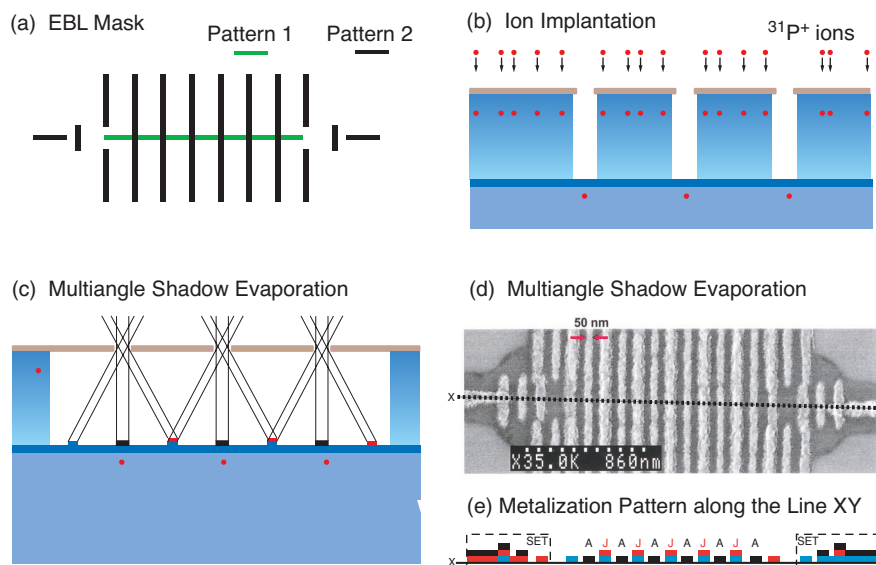 (a) EBL Mask
Pattern 1
Pattern 2
(b) Ion Implantation
31P+ ions
(c) Multiangle Shadow Evaporation
(d) Multiangle Shadow Evaporation
50 nm
X
X35.0K 860nm
(e) Metalization Pattern along the Line XY
SET A J A J A J A J A J A SET
X